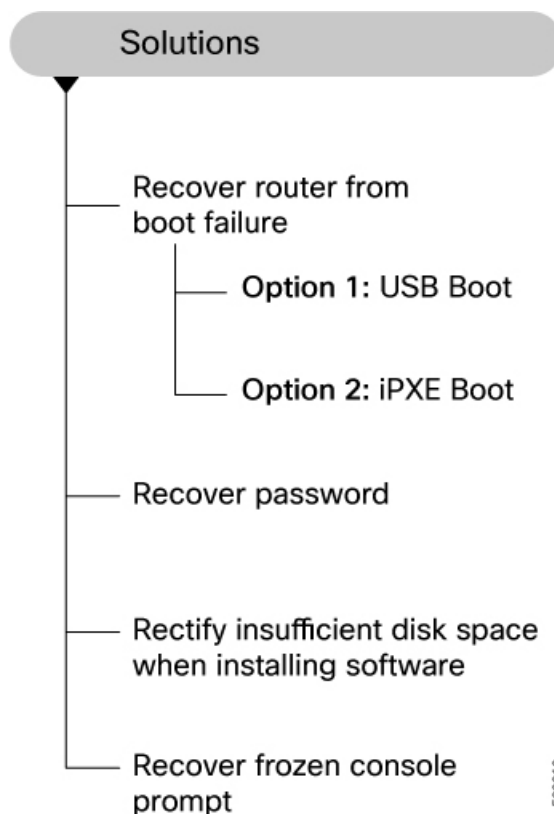 Solutions
Recover router from
boot failure
Option 1: USB Boot
Option 2: iPXE Boot
Recover password
Rectify insufficient disk space
when installing software
Recover frozen console
prompt